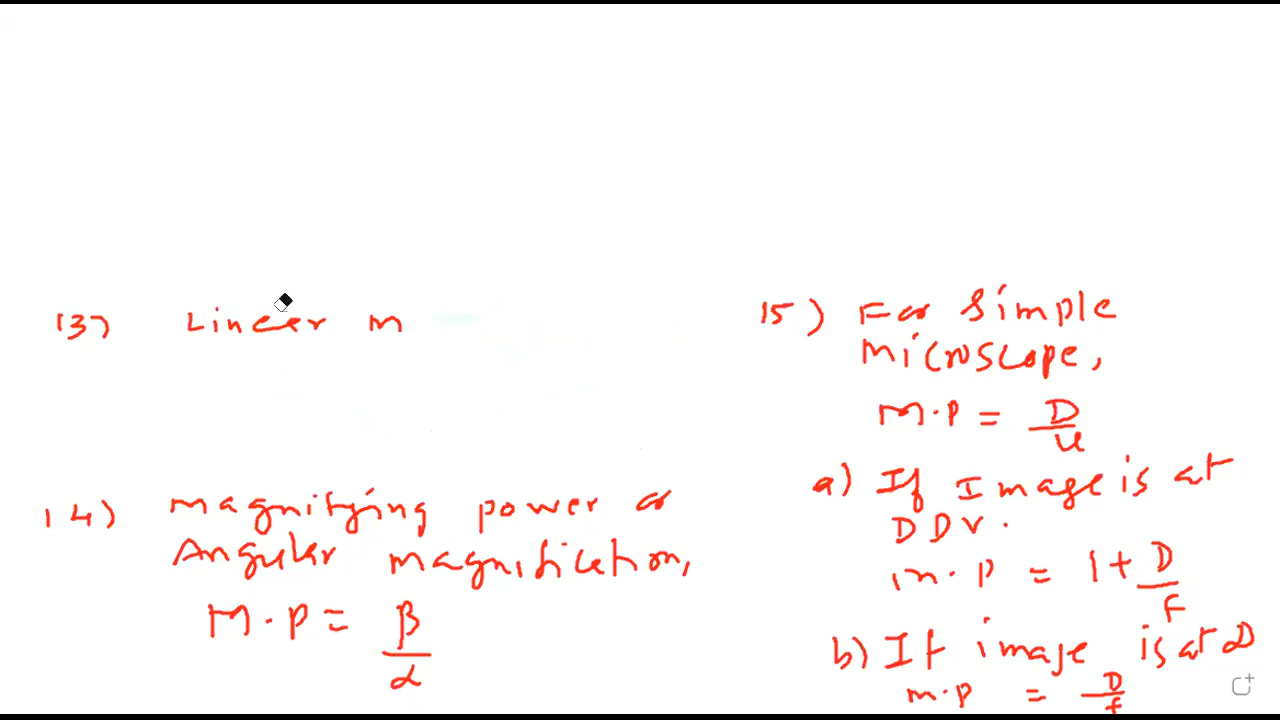 13) Linear m
14) Magnifying power or
Angular magnification,
M.P = β/α
15) For Simple
Microscope,
M.P = D/u
a) If Image is at
D D V.
m.p = 1 + D/F
b) If image is at ∞
m.p = D/f